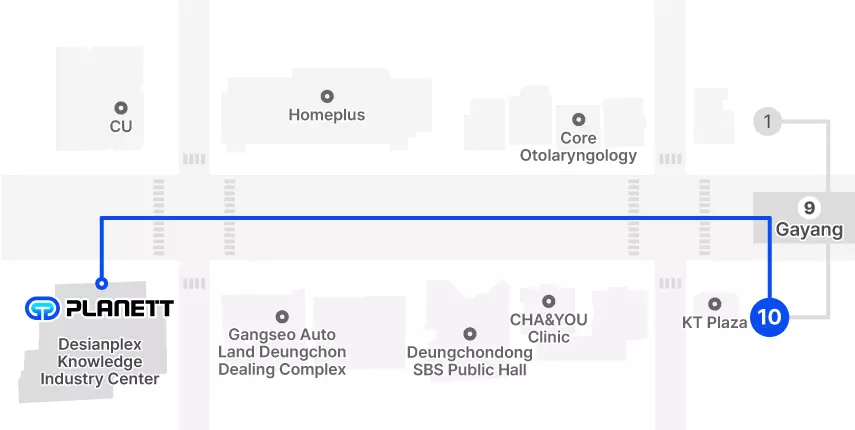 CU
Homeplus
Core
Otolaryngology
1
9
Gayang
PLANETT
Desianplex
Knowledge
Industry Center
Gangseo Auto
Land Deungchon
Dealing Complex
Deungchondong
SBS Public Hall
CHA&YOU
Clinic
KT Plaza
10